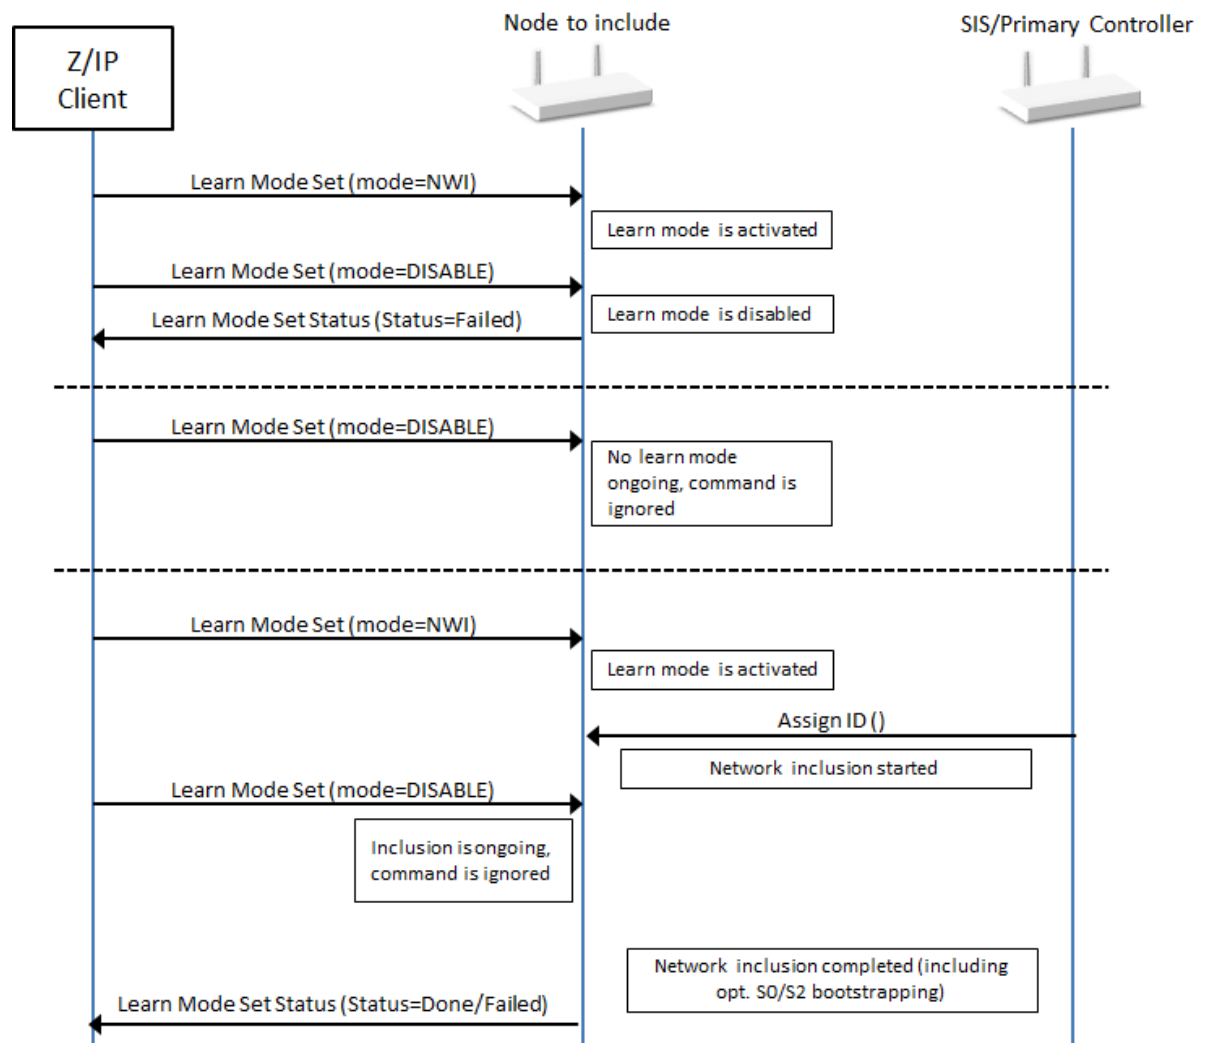 Node to include
SIS/Primary Controller
Z/IP
Client
Learn Mode Set (mode=NWI)
Learn mode is activated
Learn Mode Set (mode=DISABLE)
Learn mode is disabled
Learn Mode Set Status (Status=Failed)
Learn Mode Set (mode=DISABLE)
No learn mode
ongoing, command is
ignored
Learn Mode Set (mode=NWI)
Learn mode is activated
Assign ID ()
Network inclusion started
Learn Mode Set (mode=DISABLE)
Inclusion is ongoing,
command is ignored
Network inclusion completed (including
opt. S0/S2 bootstrapping)
Learn Mode Set Status (Status=Done/Failed)